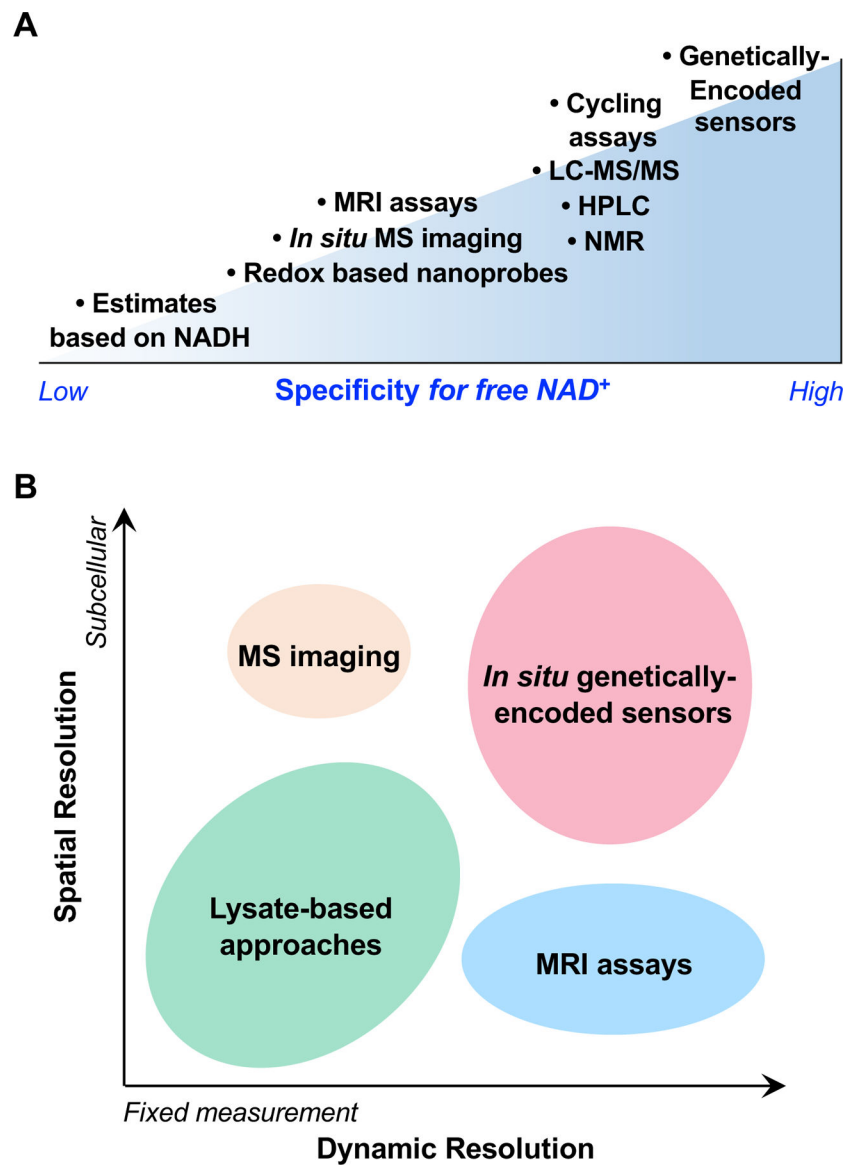 A
• Genetically-
Encoded
sensors
• Cycling
assays
• LC-MS/MS
• MRI assays
• HPLC
• In situ MS imaging
• NMR
• Redox based nanoprobes
• Estimates
based on NADH
Low
Specificity for free NAD⁺
High
B
Subcellular
Spatial Resolution
MS imaging
In situ genetically-
encoded sensors
Lysate-based
approaches
MRI assays
Fixed measurement
Dynamic Resolution